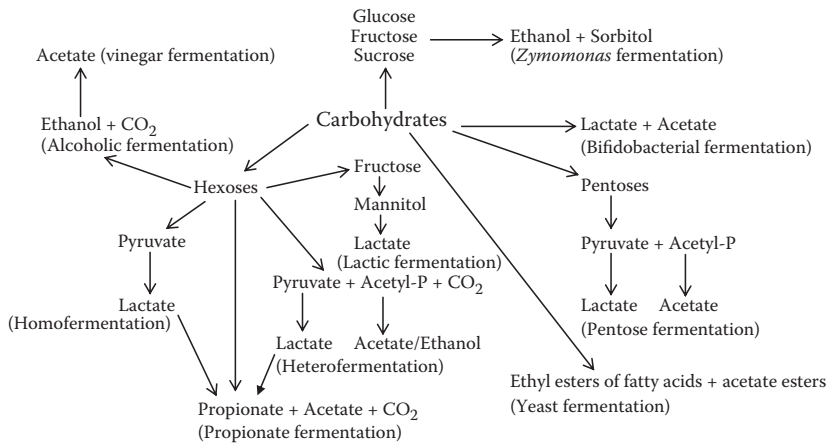 Glucose
Fructose
Sucrose
Ethanol + Sorbitol
(Zymomonas fermentation)
Acetate (vinegar fermentation)
Ethanol + CO2
(Alcoholic fermentation)
Carbohydrates
Lactate + Acetate
(Bifidobacterial fermentation)
Hexoses
Fructose
Mannitol
Lactate
(Lactic fermentation)
Pentoses
Pyruvate
Pyruvate + Acetyl-P
Lactate
(Homofermentation)
Pyruvate + Acetyl-P + CO2
Lactate Acetate
(Pentose fermentation)
Lactate Acetate/Ethanol
(Heterofermentation)
Ethyl esters of fatty acids + acetate esters
(Yeast fermentation)
Propionate + Acetate + CO2
(Propionate fermentation)